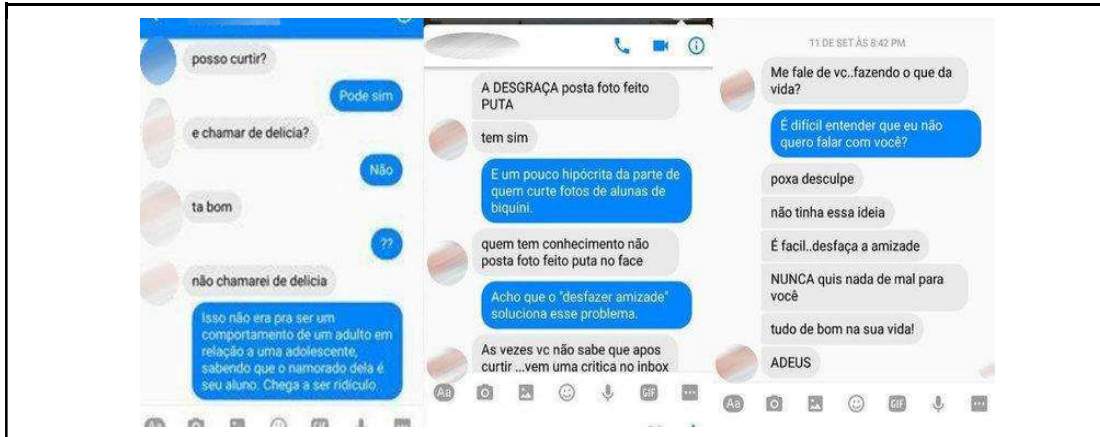 posso curtir?
Pode sim
e chamar de delicia?
Não
ta bom
??
não chamarei de delicia
Isso não era pra ser um
comportamento de um adulto em
relação a uma adolescente,
sabendo que o namorado dela é
seu aluno. Chega a ser ridículo.
A DESGRAÇA posta foto feito
PUTA
tem sim
E um pouco hipócrita da parte de
quem curte fotos de alunas de
biquíni.
quem tem conhecimento não
posta foto feito puta no face
Acho que o "desfazer amizade"
soluciona esse problema.
As vezes vc não sabe que apos
curtir ...vem uma critica no inbox
Aa
GIF
11 DE SET ÀS 8:42 PM
Me fale de vc..fazendo o que da
vida?
É difícil entender que eu não
quero falar com você?
poxa desculpe
não tinha essa ideia
É facil..desfaça a amizade
NUNCA quis nada de mal para
você
tudo de bom na sua vida!
ADEUS
Aa
GIF